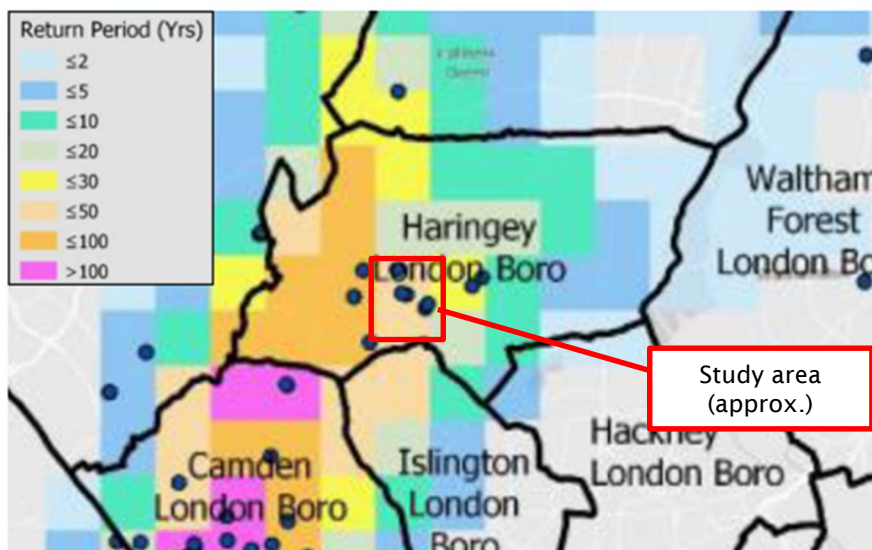 Return Period (Yrs)
≤2
≤5
≤10
≤20
≤30
≤50
≤100
>100
Haringey
London Boro
Waltham
Forest
London Bo
Study area
(approx.)
Hackney
London Boro
Camden
London Boro
Islington
London
Boro